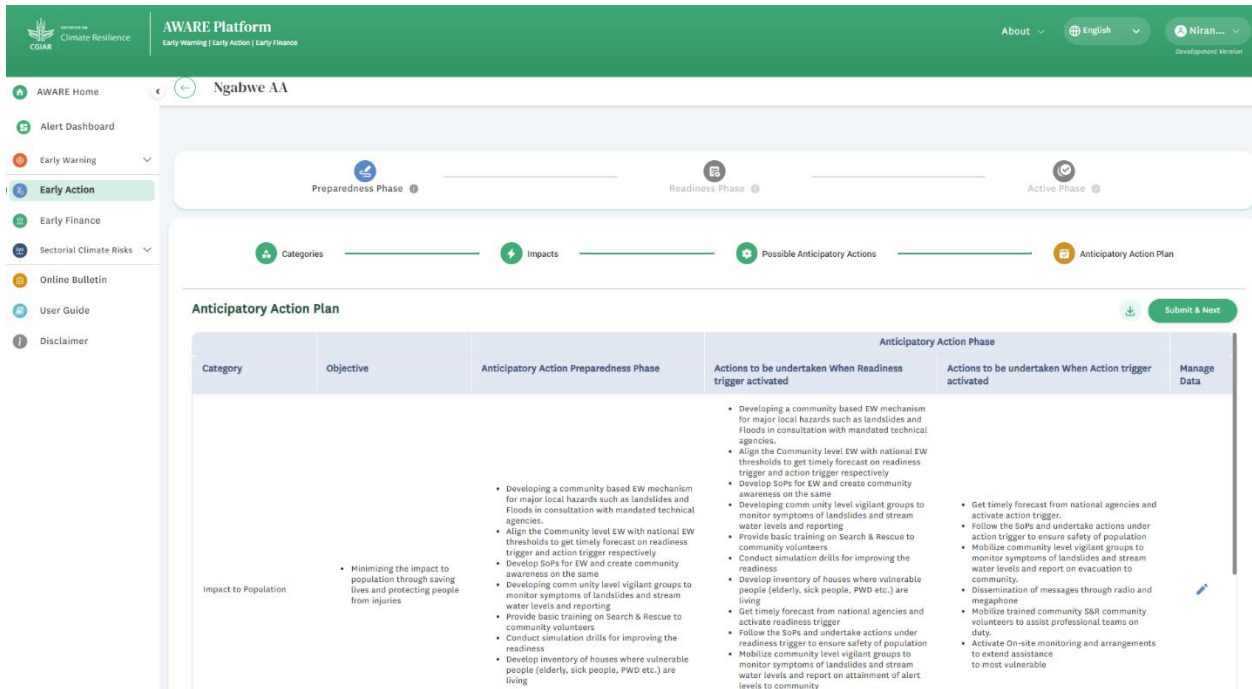 INITIATIVE ON
Climate Resilience
CGIAR
AWARE Platform
Early Warning | Early Action | Early Finance
About
English
Niran...
Development Version
AWARE Home
Alert Dashboard
Early Warning
Early Action
Early Finance
Sectorial Climate Risks
Online Bulletin
User Guide
Disclaimer
Ngabwe AA
Preparedness Phase
Readiness Phase
Active Phase
Categories
Impacts
Possible Anticipatory Actions
Anticipatory Action Plan
Anticipatory Action Plan
Submit & Next
Anticipatory Action Phase
Category
Objective
Anticipatory Action Preparedness Phase
Actions to be undertaken When Readiness
trigger activated
Actions to be undertaken When Action trigger
activated
Manage
Data
Impact to Population
• Minimizing the impact to
population through saving
lives and protecting people
from injuries
• Developing a community based EW mechanism
for major local hazards such as landslides and
Floods in consultation with mandated technical
agencies.
• Align the Community level EW with national EW
thresholds to get timely forecast on readiness
trigger and action trigger respectively
• Develop SoPs for EW and create community
awareness on the same
• Developing comm unity level vigilant groups to
monitor symptoms of landslides and stream
water levels and reporting
• Provide basic training on Search & Rescue to
community volunteers
• Conduct simulation drills for improving the
readiness
• Develop inventory of houses where vulnerable
people (elderly, sick people, PWD etc.) are
living
• Developing a community based EW mechanism
for major local hazards such as landslides and
Floods in consultation with mandated technical
agencies.
• Align the Community level EW with national EW
thresholds to get timely forecast on readiness
trigger and action trigger respectively
• Develop SoPs for EW and create community
awareness on the same
• Developing comm unity level vigilant groups to
monitor symptoms of landslides and stream
water levels and reporting
• Provide basic training on Search & Rescue to
community volunteers
• Conduct simulation drills for improving the
readiness
• Develop inventory of houses where vulnerable
people (elderly, sick people, PWD etc.) are
living
• Get timely forecast from national agencies and
activate readiness trigger
• Follow the SoPs and undertake actions under
readiness trigger to ensure safety of population
• Mobilize community level vigilant groups to
monitor symptoms of landslides and stream
water levels and report on attainment of alert
levels to community
• Get timely forecast from national agencies and
activate action trigger.
• Follow the SoPs and undertake actions under
action trigger to ensure safety of population
• Mobilize community level vigilant groups to
monitor symptoms of landslides and stream
water levels and report on evacuation to
community.
• Dissemination of messages through radio and
megaphone
• Mobilize trained community S&R community
volunteers to assist professional teams on
duty.
• Activate On-site monitoring and arrangements
to extend assistance
to most vulnerable